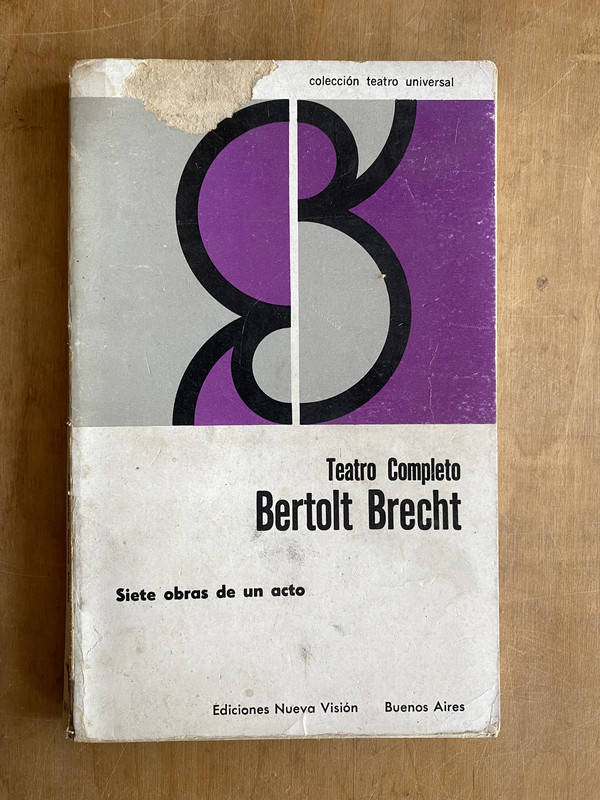 colección teatro universal
Teatro Completo
Bertolt Brecht
Siete obras de un acto
Ediciones Nueva Visión Buenos Aires